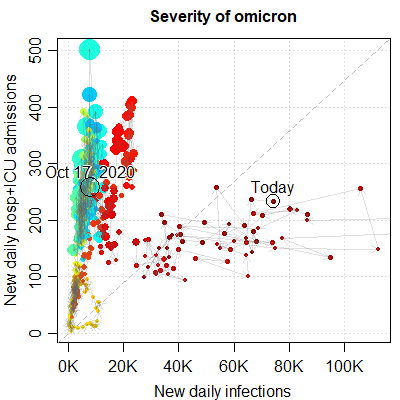 Severity of omicron
New daily hosp+ICU admissions
500
400
300
200
100
0
Oct 17, 2020
Today
0K 20K 40K 60K 80K 100K
New daily infections